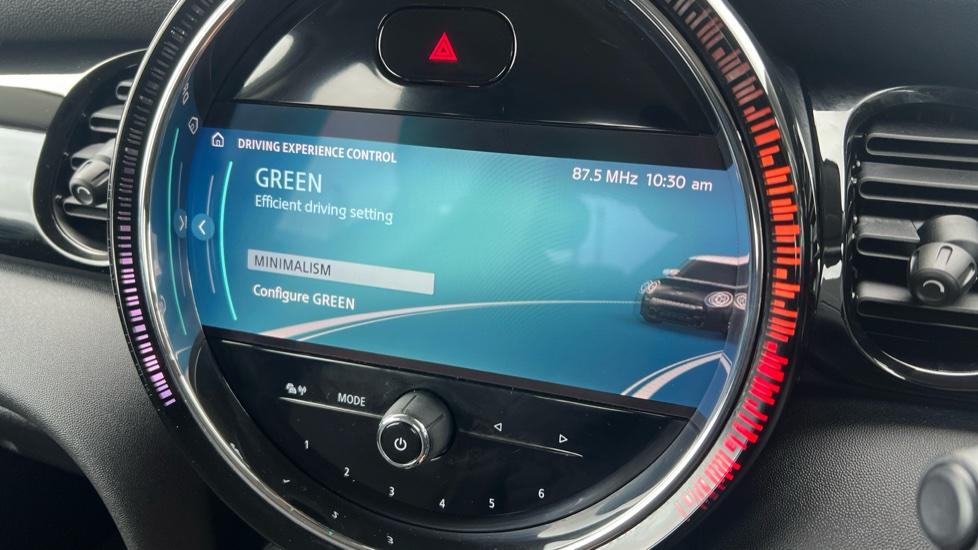 DRIVING EXPERIENCE CONTROL
87.5 MHz 10:30 am
GREEN
Efficient driving setting
MINIMALISM
Configure GREEN
MODE
1 2 3 4 5 6